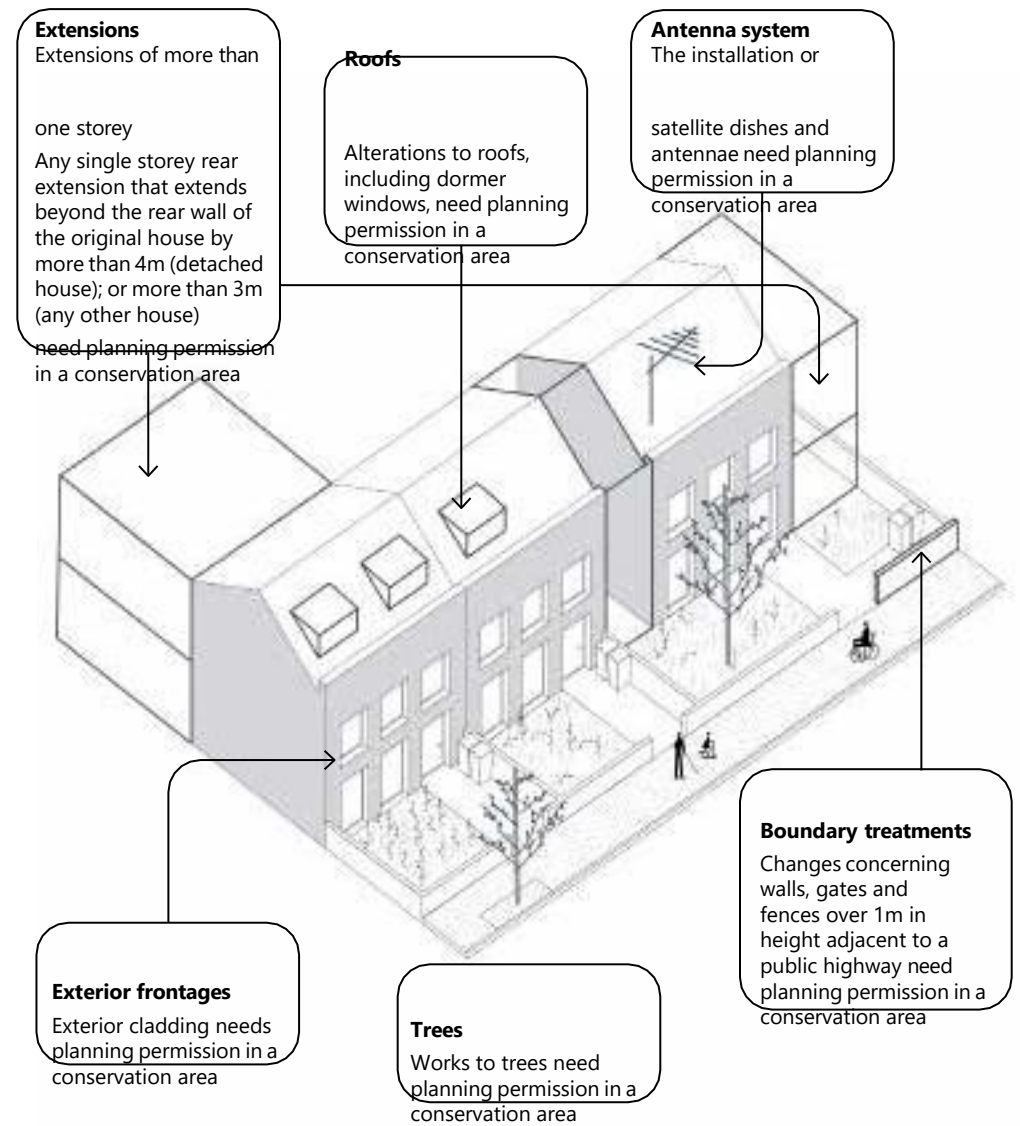 Extensions
Extensions of more than
one storey
Any single storey rear
extension that extends
beyond the rear wall of
the original house by
more than 4m (detached
house); or more than 3m
(any other house)
need planning permission
in a conservation area
Roofs
Alterations to roofs,
including dormer
windows, need planning
permission in a
conservation area
Antenna system
The installation or
satellite dishes and
antennae need planning
permission in a
conservation area
Boundary treatments
Changes concerning
walls, gates and
fences over 1m in
height adjacent to a
public highway need
planning permission in a
conservation area
Exterior frontages
Exterior cladding needs
planning permission in a
conservation area
Trees
Works to trees need
planning permission in a
conservation area